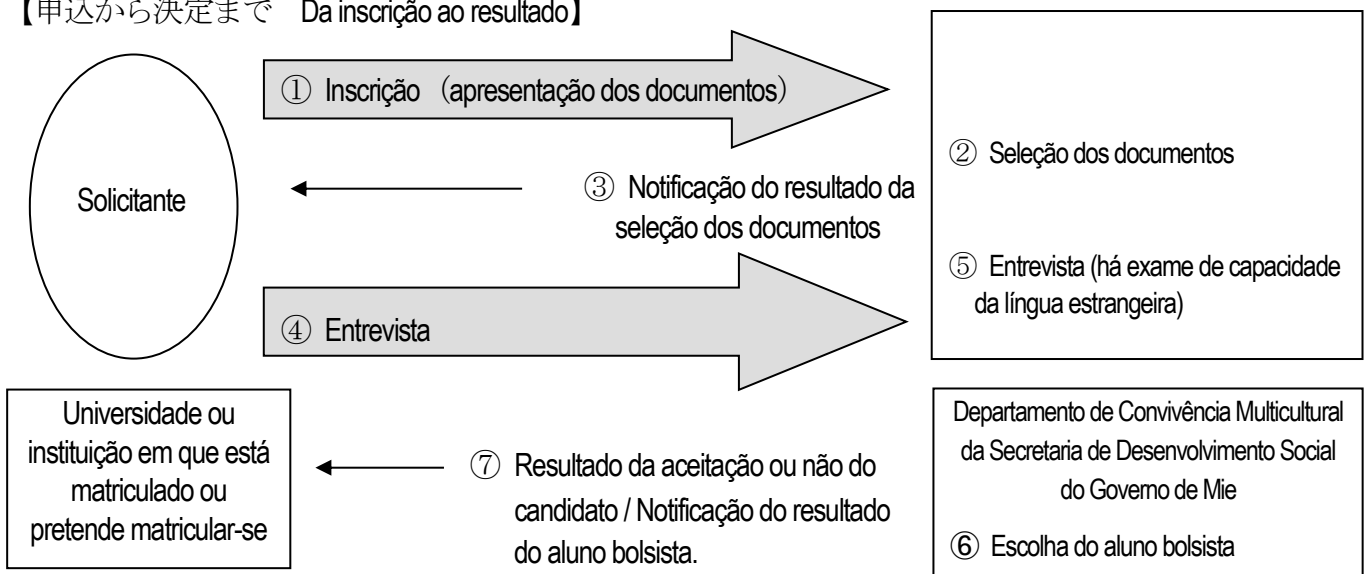 【申込から決定まで　Da inscrição ao resultado】
① Inscrição （apresentação dos documentos）
② Seleção dos documentos
Solicitante
③ Notificação do resultado da
seleção dos documentos
④ Entrevista
⑤ Entrevista (há exame de capacidade
da língua estrangeira)
Universidade ou
instituição em que está
matriculado ou
pretende matricular-se
Departamento de Convivência Multicultural
da Secretaria de Desenvolvimento Social
do Governo de Mie
⑥ Escolha do aluno bolsista
⑦ Resultado da aceitação ou não do
candidato / Notificação do resultado
do aluno bolsista.